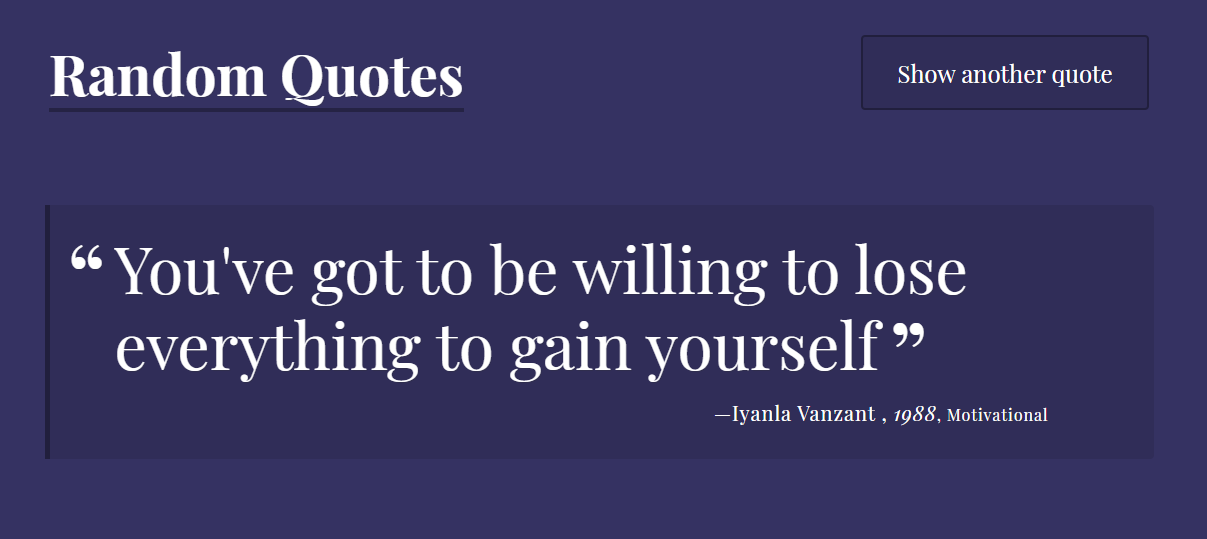 Random Quotes
Show another quote
“ You've got to be willing to lose
everything to gain yourself ”
—Iyanla Vanzant , 1988, Motivational